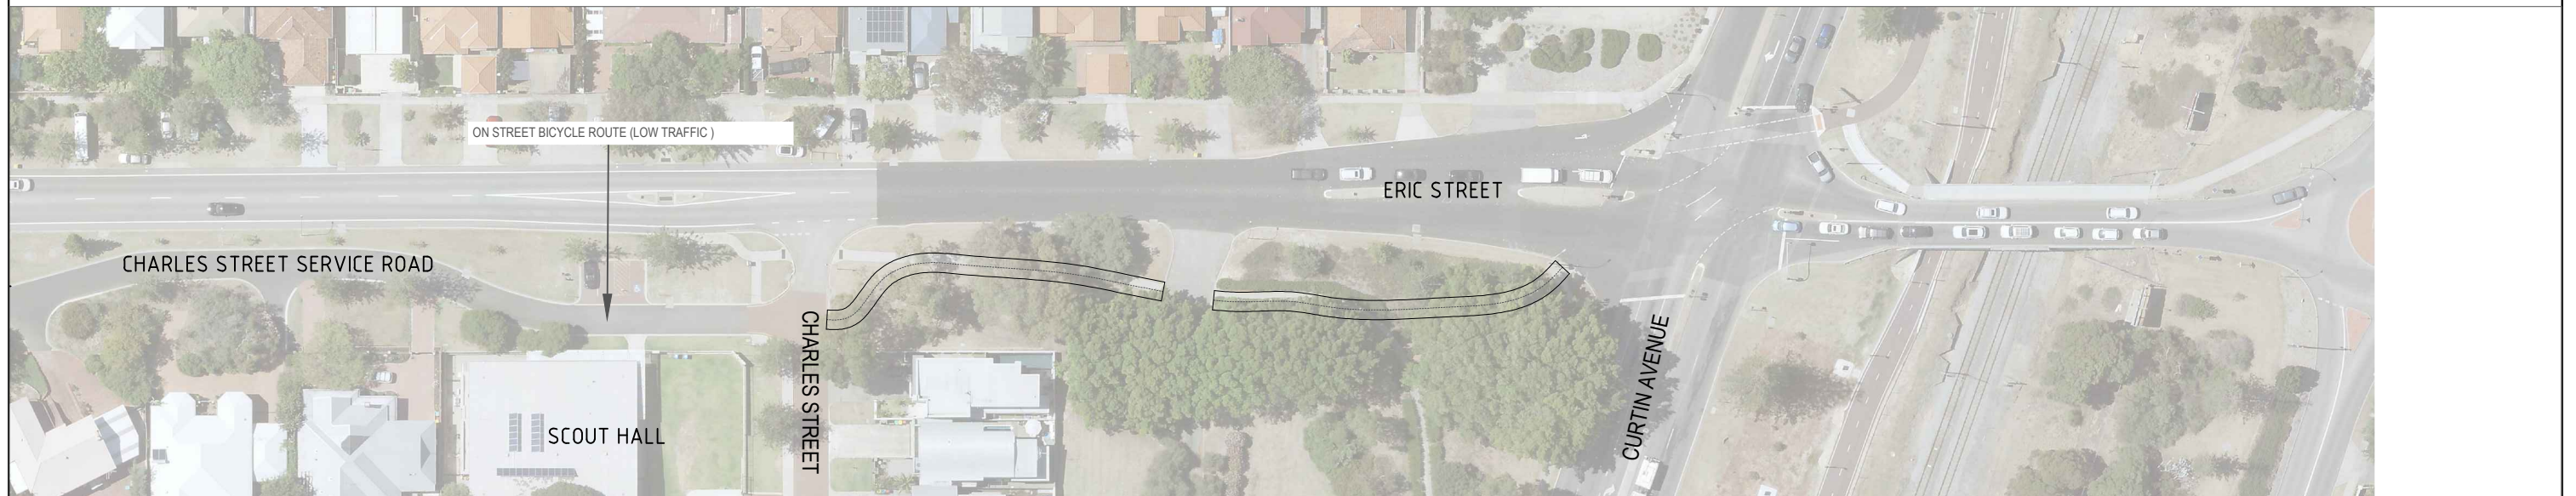 ON STREET BICYCLE ROUTE (LOW TRAFFIC )
ERIC STREET
CHARLES STREET SERVICE ROAD
CHARLES STREET
CURTIN AVENUE
SCOUT HALL